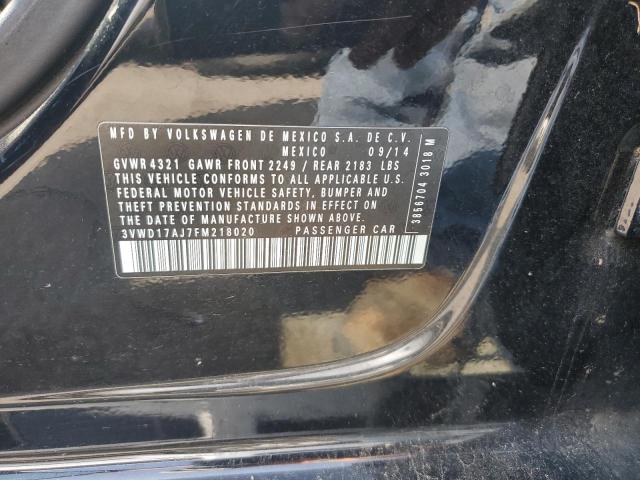 MFD BY VOLKSWAGEN DE MEXICO S.A. DE C.V.
MEXICO 09/14
GVWR 4321 GAWR FRONT 2249 / REAR 2183 LBS
THIS VEHICLE CONFORMS TO ALL APPLICABLE U.S.
FEDERAL MOTOR VEHICLE SAFETY, BUMPER AND
THEFT PREVENTION STANDARDS IN EFFECT ON
THE DATE OF MANUFACTURE SHOWN ABOVE.
3VWD17AJ7FM218020 PASSENGER CAR
3856704 3018 M